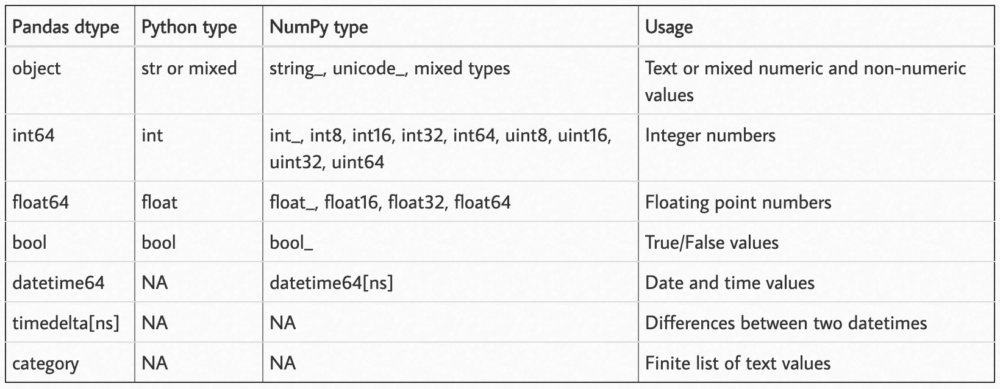 Pandas dtype Python type NumPy type Usage
object str or mixed string_, unicode_, mixed types Text or mixed numeric and non-numeric
values
int64 int int_, int8, int16, int32, int64, uint8, uint16, Integer numbers
uint32, uint64
float64 float float_, float16, float32, float64 Floating point numbers
bool bool bool_ True/False values
datetime64 NA datetime64[ns] Date and time values
timedelta[ns] NA NA Differences between two datetimes
category NA NA Finite list of text values